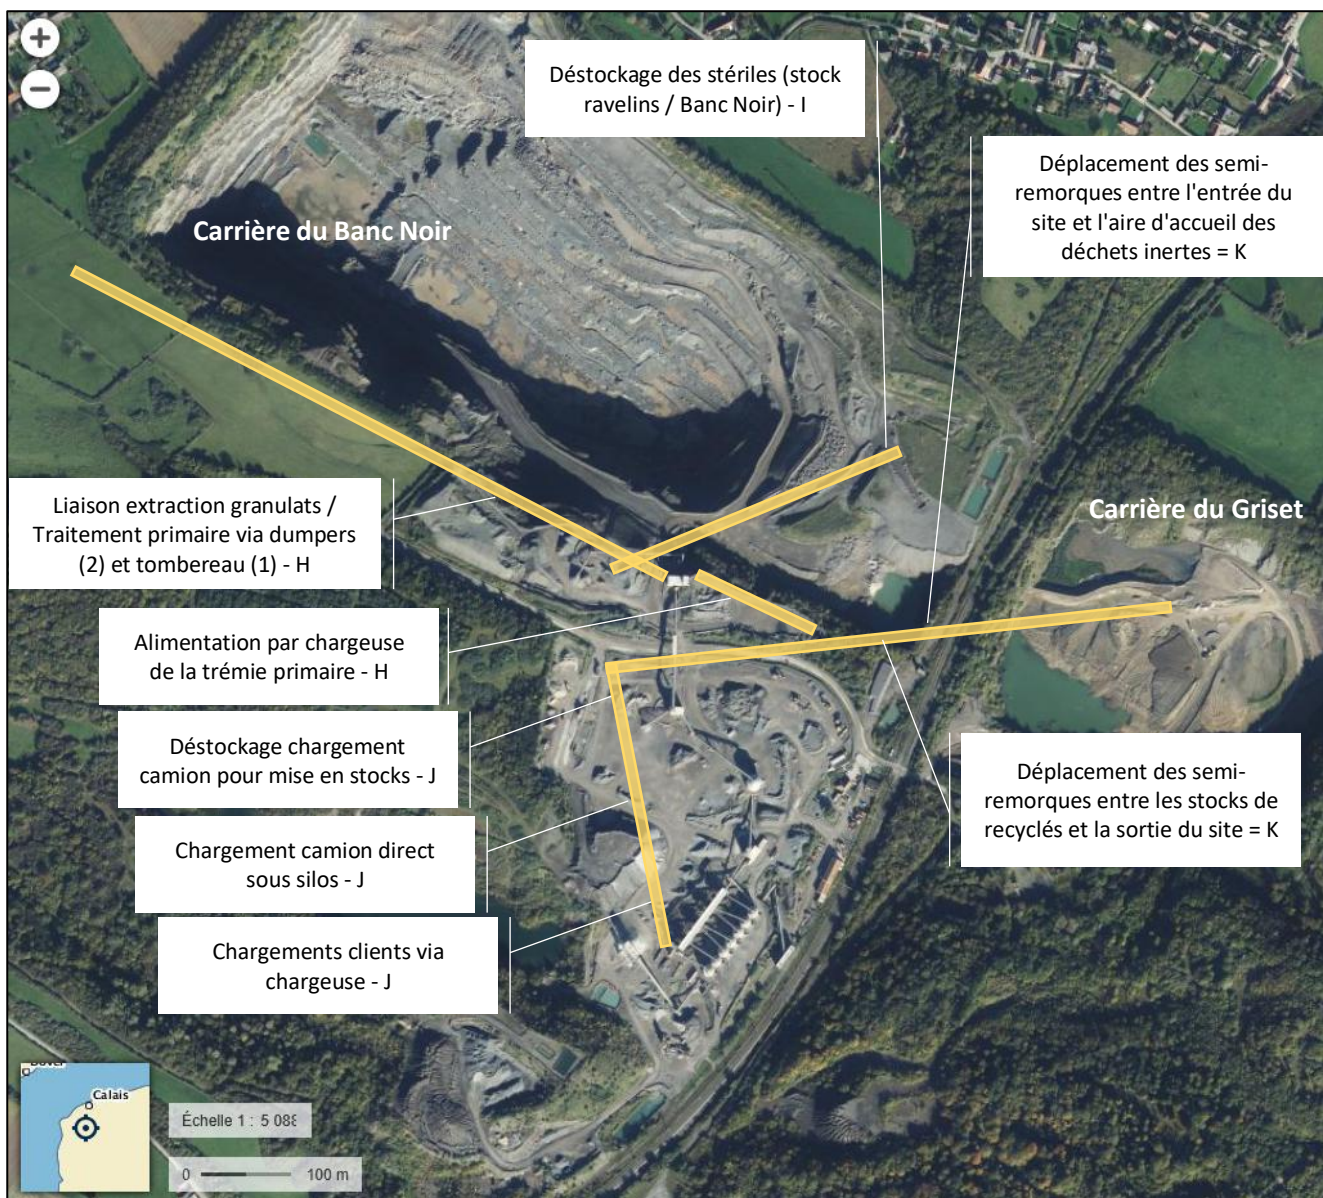 +
−
Déstockage des stériles (stock
ravelins / Banc Noir) - I
Déplacement des semi-
remorques entre l'entrée du
site et l'aire d'accueil des
déchets inertes = K
Carrière du Banc Noir
Liaison extraction granulats /
Traitement primaire via dumpers
(2) et tombereau (1) - H
Carrière du Griset
Alimentation par chargeuse
de la trémie primaire - H
Déstockage chargement
camion pour mise en stocks - J
Déplacement des semi-
remorques entre les stocks de
recyclés et la sortie du site = K
Chargement camion direct
sous silos - J
Chargements clients via
chargeuse - J
Calais
Échelle 1 : 5 088
0 100 m